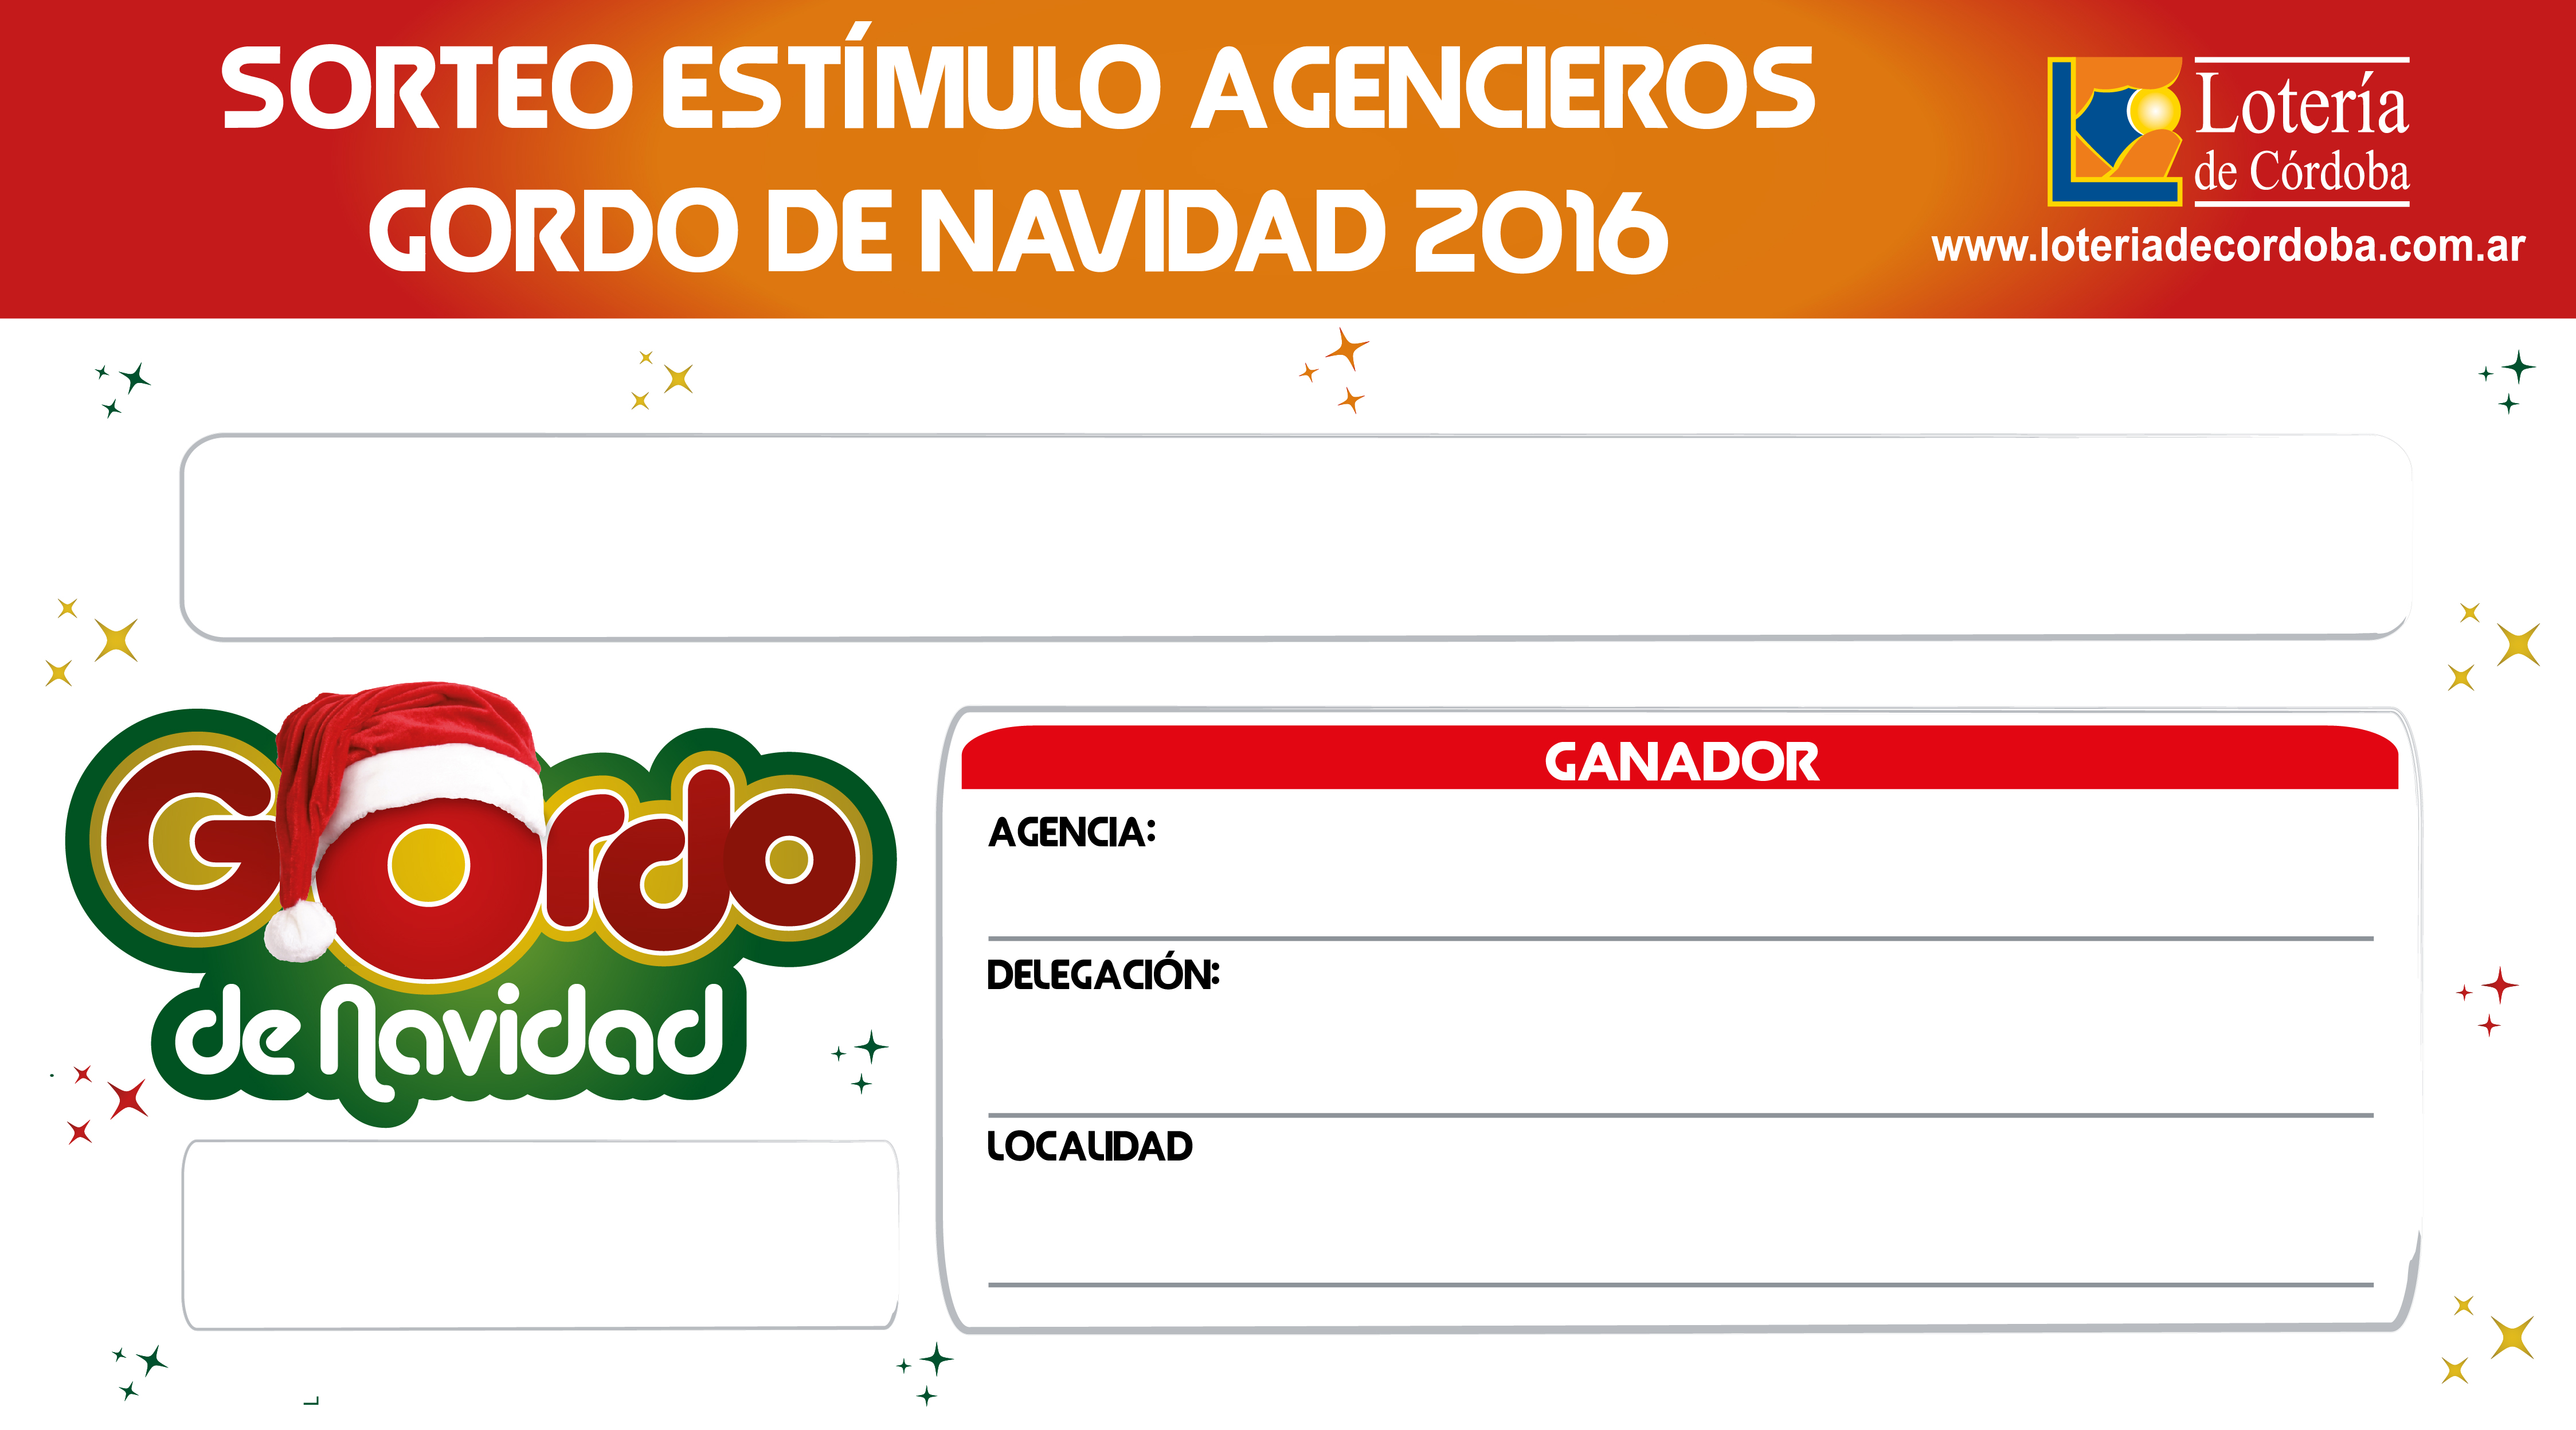 SORTEO ESTÍMULO AGENCIEROS
GORDO DE NAVIDAD 2016
Lotería
de Córdoba
www.loteriadecordoba.com.ar
Gordo
de Navidad
GANADOR
AGENCIA:
DELEGACIÓN:
LOCALIDAD